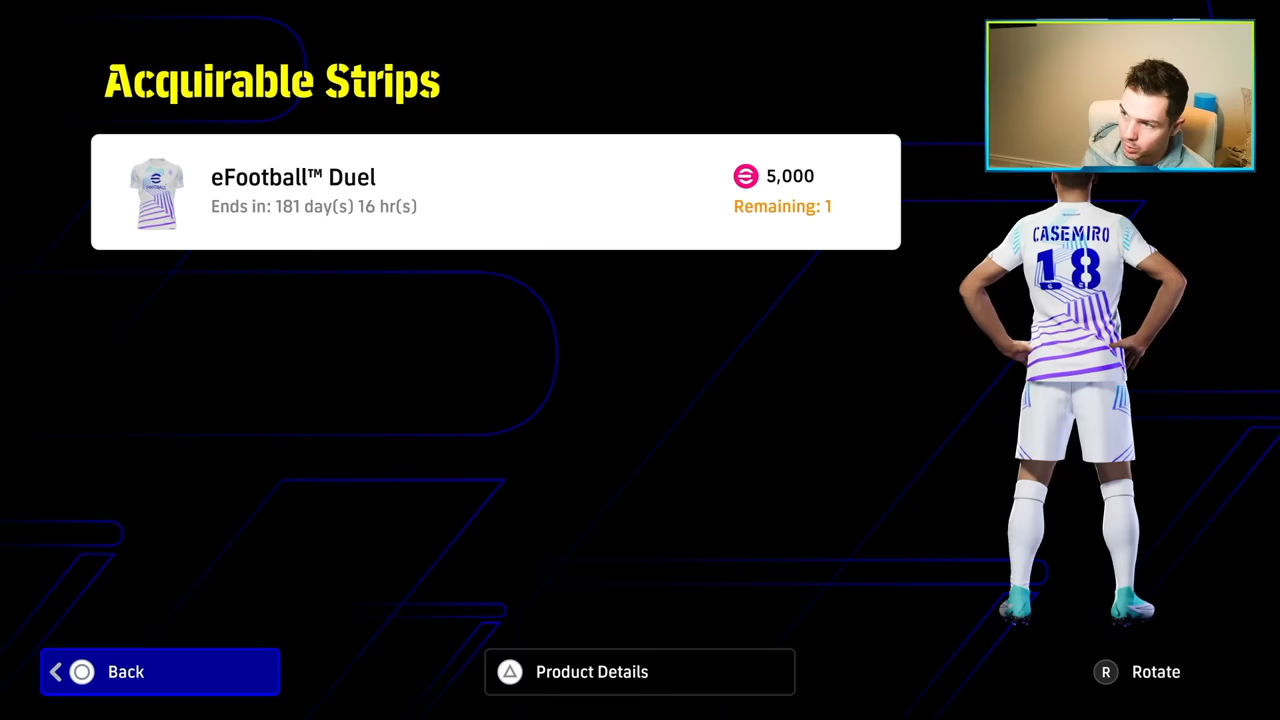 Acquirable Strips
eFootball™ Duel
5,000
Ends in: 181 day(s) 16 hr(s)
Remaining: 1
CASEMIRO
18
Back
Product Details
R Rotate